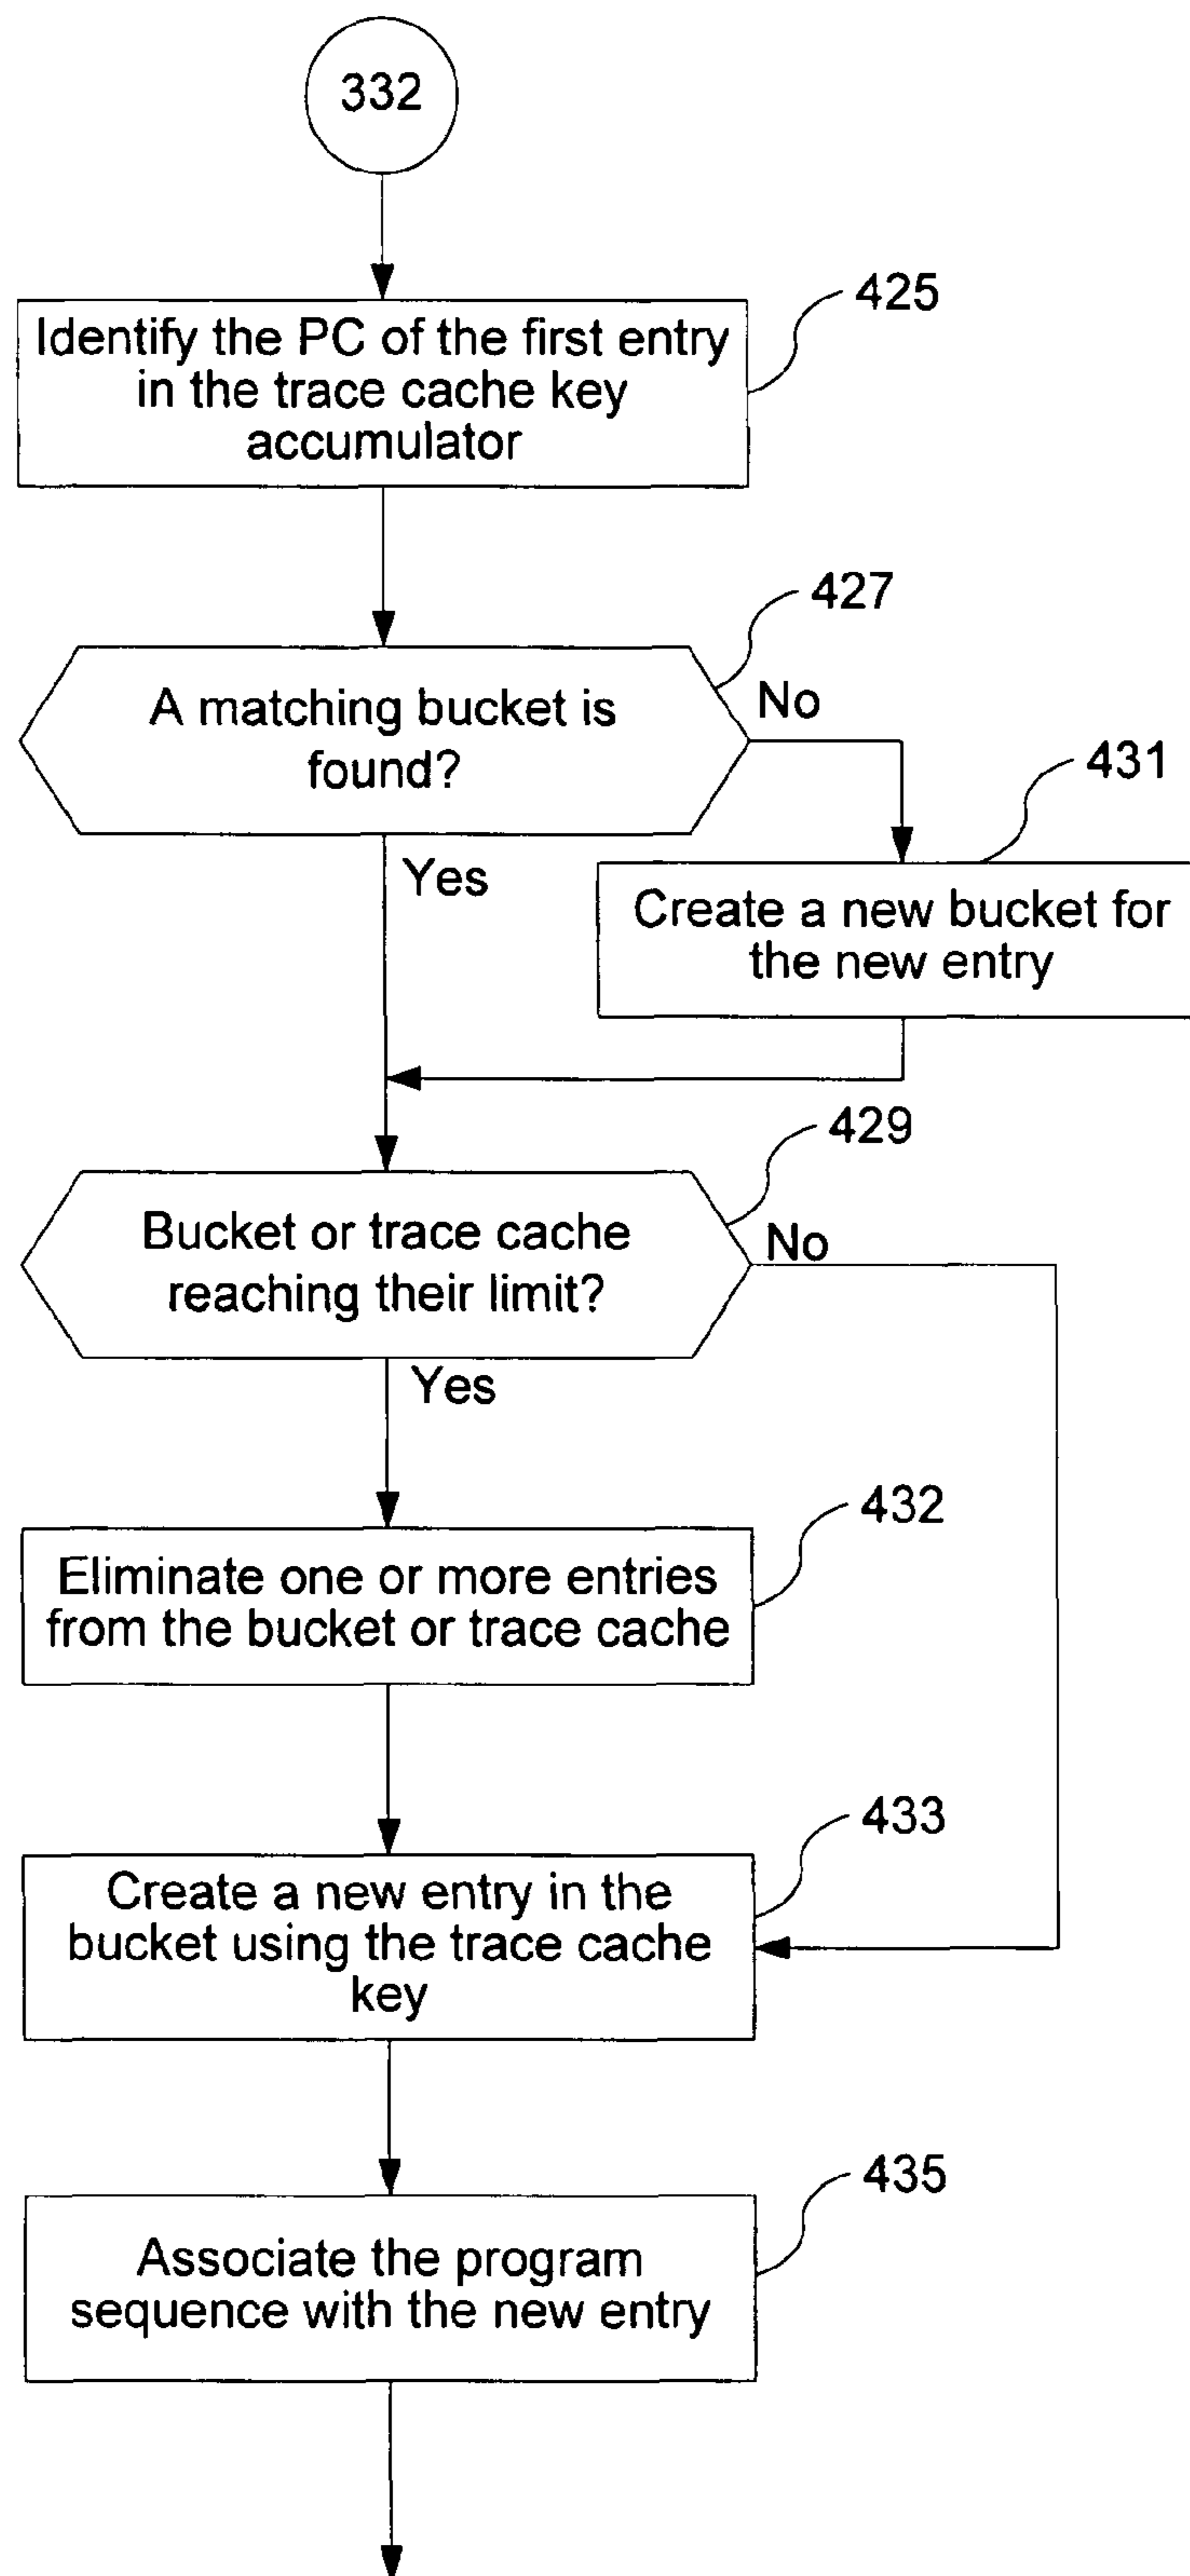 332
425
Identify the PC of the first entry
in the trace cache key
accumulator
427
A matching bucket is
found?
No
431
Yes
Create a new bucket for
the new entry
429
Bucket or trace cache
reaching their limit?
No
Yes
432
Eliminate one or more entries
from the bucket or trace cache
433
Create a new entry in the
bucket using the trace cache
key
435
Associate the program
sequence with the new entry